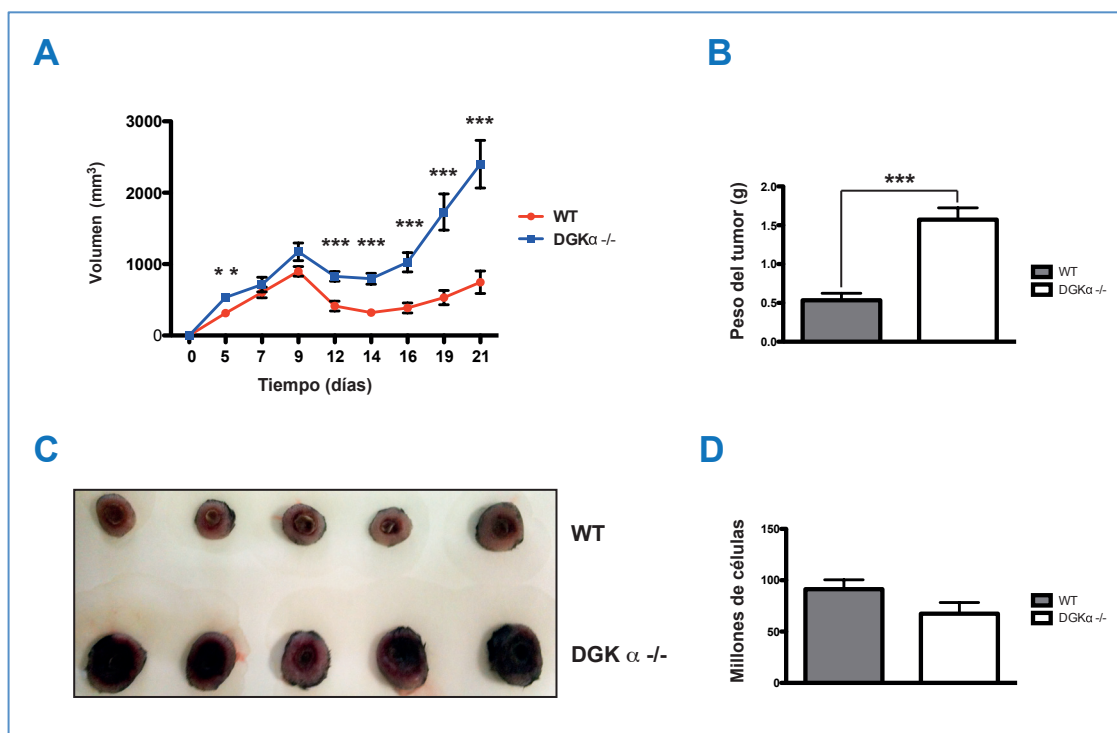 A
3000
2000
1000
0
Volumen (mm³)
** *** *** *** *** ***
WT
DGKα -/-
0 5 7 9 12 14 16 19 21
Tiempo (días)
B
***
2.0
1.5
1.0
0.5
0.0
Peso del tumor (g)
WT
DGKα -/-
C
WT
DGK α -/-
D
150
100
50
0
Millones de células
WT
DGKα -/-